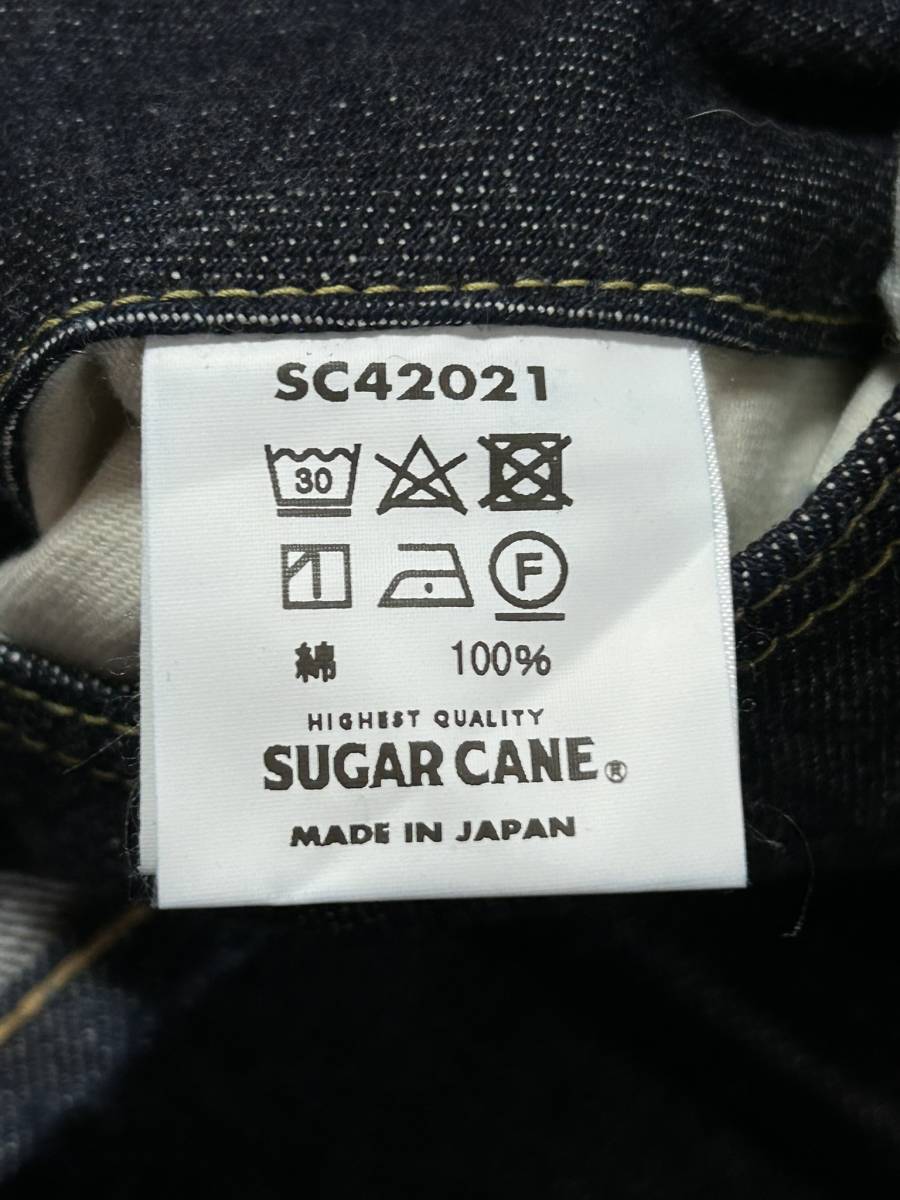 SC42021
30
F
綿 100%
HIGHEST QUALITY
SUGAR CANE®
MADE IN JAPAN